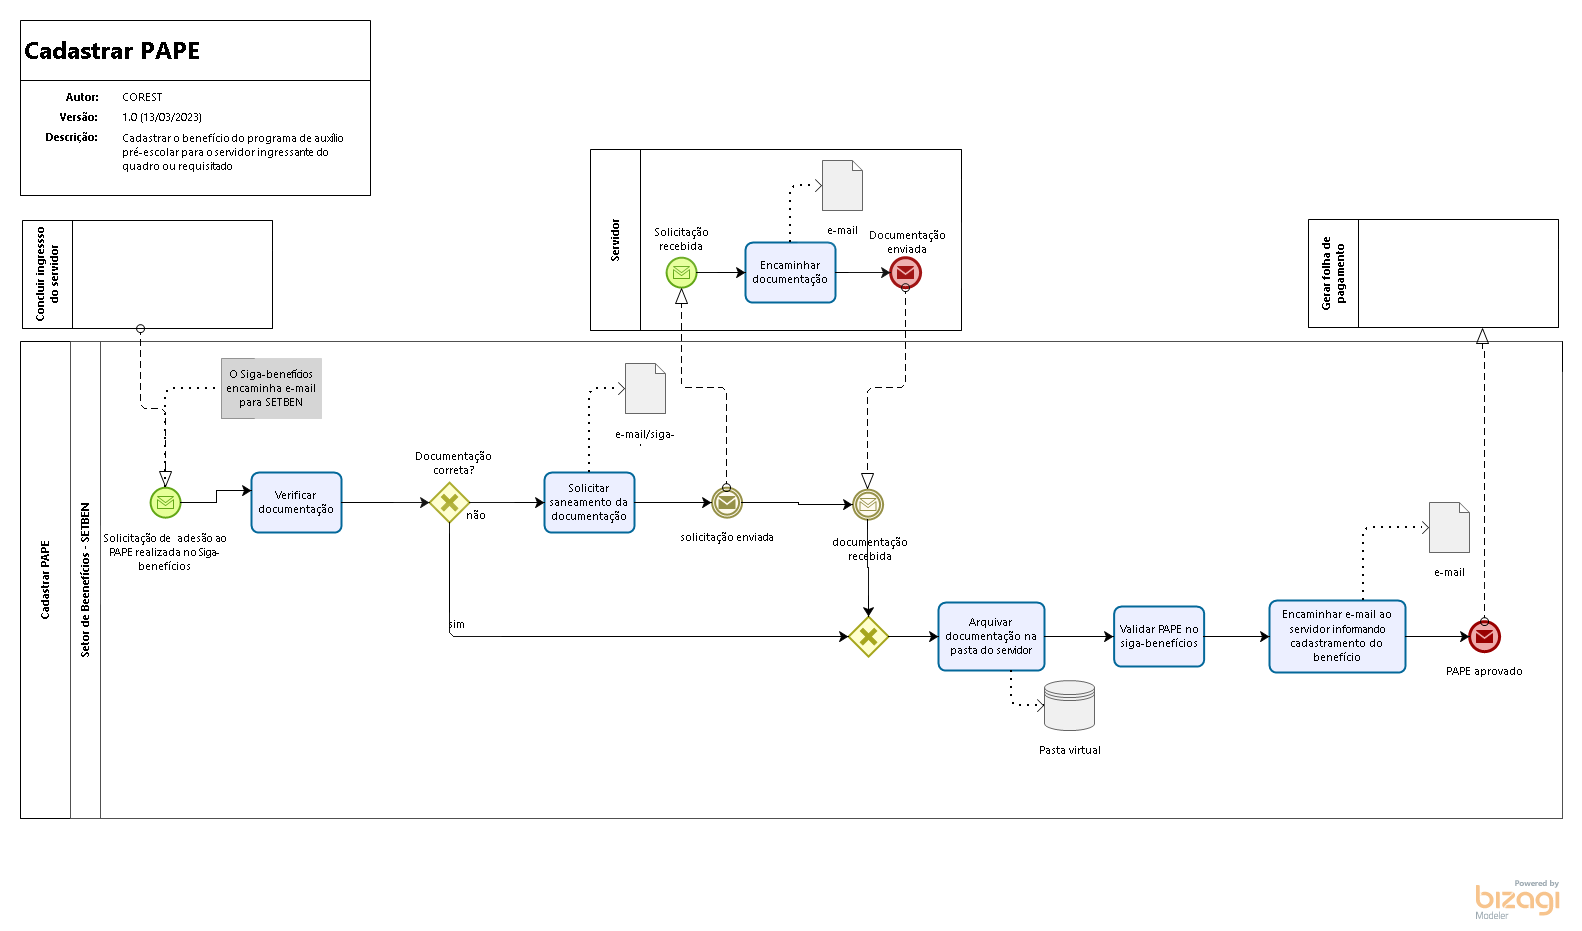 Cadastrar PAPE
Autor: COREST
Versão: 1.0 (13/03/2023)
Descrição: Cadastrar o benefício do programa de auxílio
pré-escolar para o servidor ingressante do
quadro ou requisitado
Concluir ingressso
do servidor
Servidor
Solicitação
recebida
Encaminhar
documentação
e-mail
Documentação
enviada
Gerar folha de
pagamento
Cadastrar PAPE
Setor de Beenefícios - SETBEN
O Siga-benefícios
encaminha e-mail
para SETBEN
Solicitação de adesão ao
PAPE realizada no Siga-
benefícios
Verificar
documentação
Documentação
correta?
não
sim
Solicitar
saneamento da
documentação
e-mail/siga-
solicitação enviada
documentação
recebida
Arquivar
documentação na
pasta do servidor
Pasta virtual
Validar PAPE no
siga-benefícios
Encaminhar e-mail ao
servidor informando
cadastramento do
benefício
e-mail
PAPE aprovado
Powered by
bizagi
Modeler